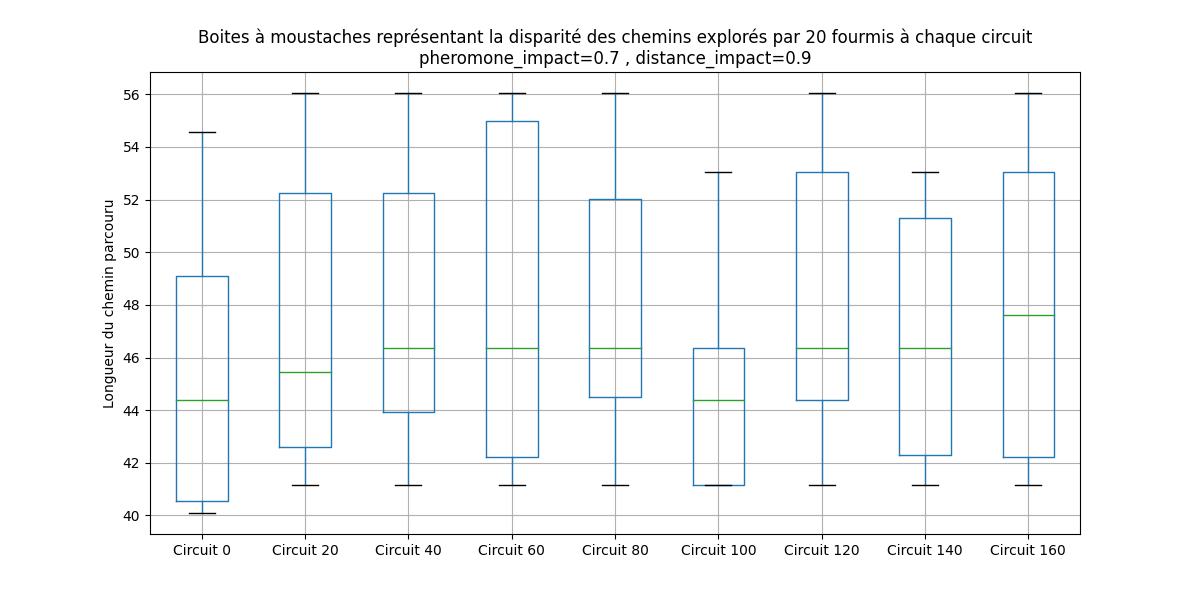 Boites à moustaches représentant la disparité des chemins explorés par 20 fourmis à chaque circuit
pheromone_impact=0.7 , distance_impact=0.9
Longueur du chemin parcouru
56
54
52
50
48
46
44
42
40
Circuit 0
Circuit 20
Circuit 40
Circuit 60
Circuit 80
Circuit 100
Circuit 120
Circuit 140
Circuit 160